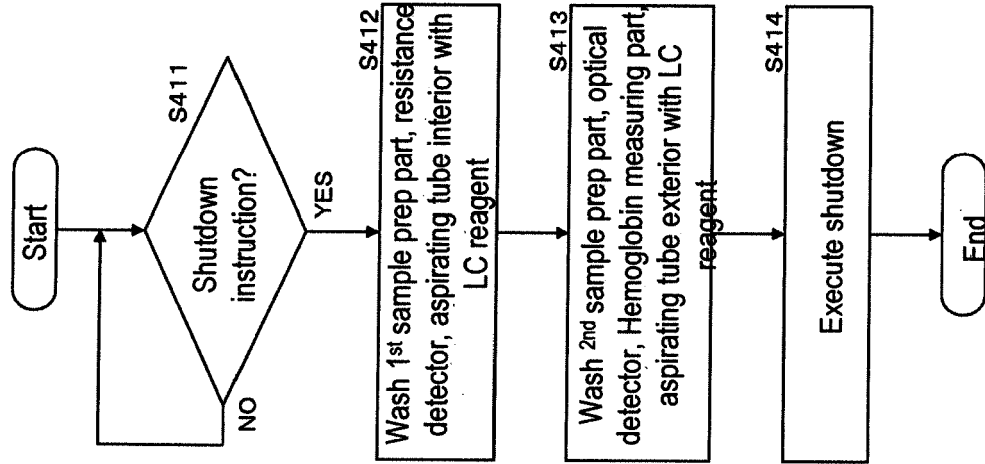 Start
S411
Shutdown
instruction?
NO
YES
S412
Wash 1st sample prep part, resistance
detector, aspirating tube interior with
LC reagent
S413
Wash 2nd sample prep part, optical
detector, Hemoglobin measuring part,
aspirating tube exterior with LC
reagent
S414
Execute shutdown
End